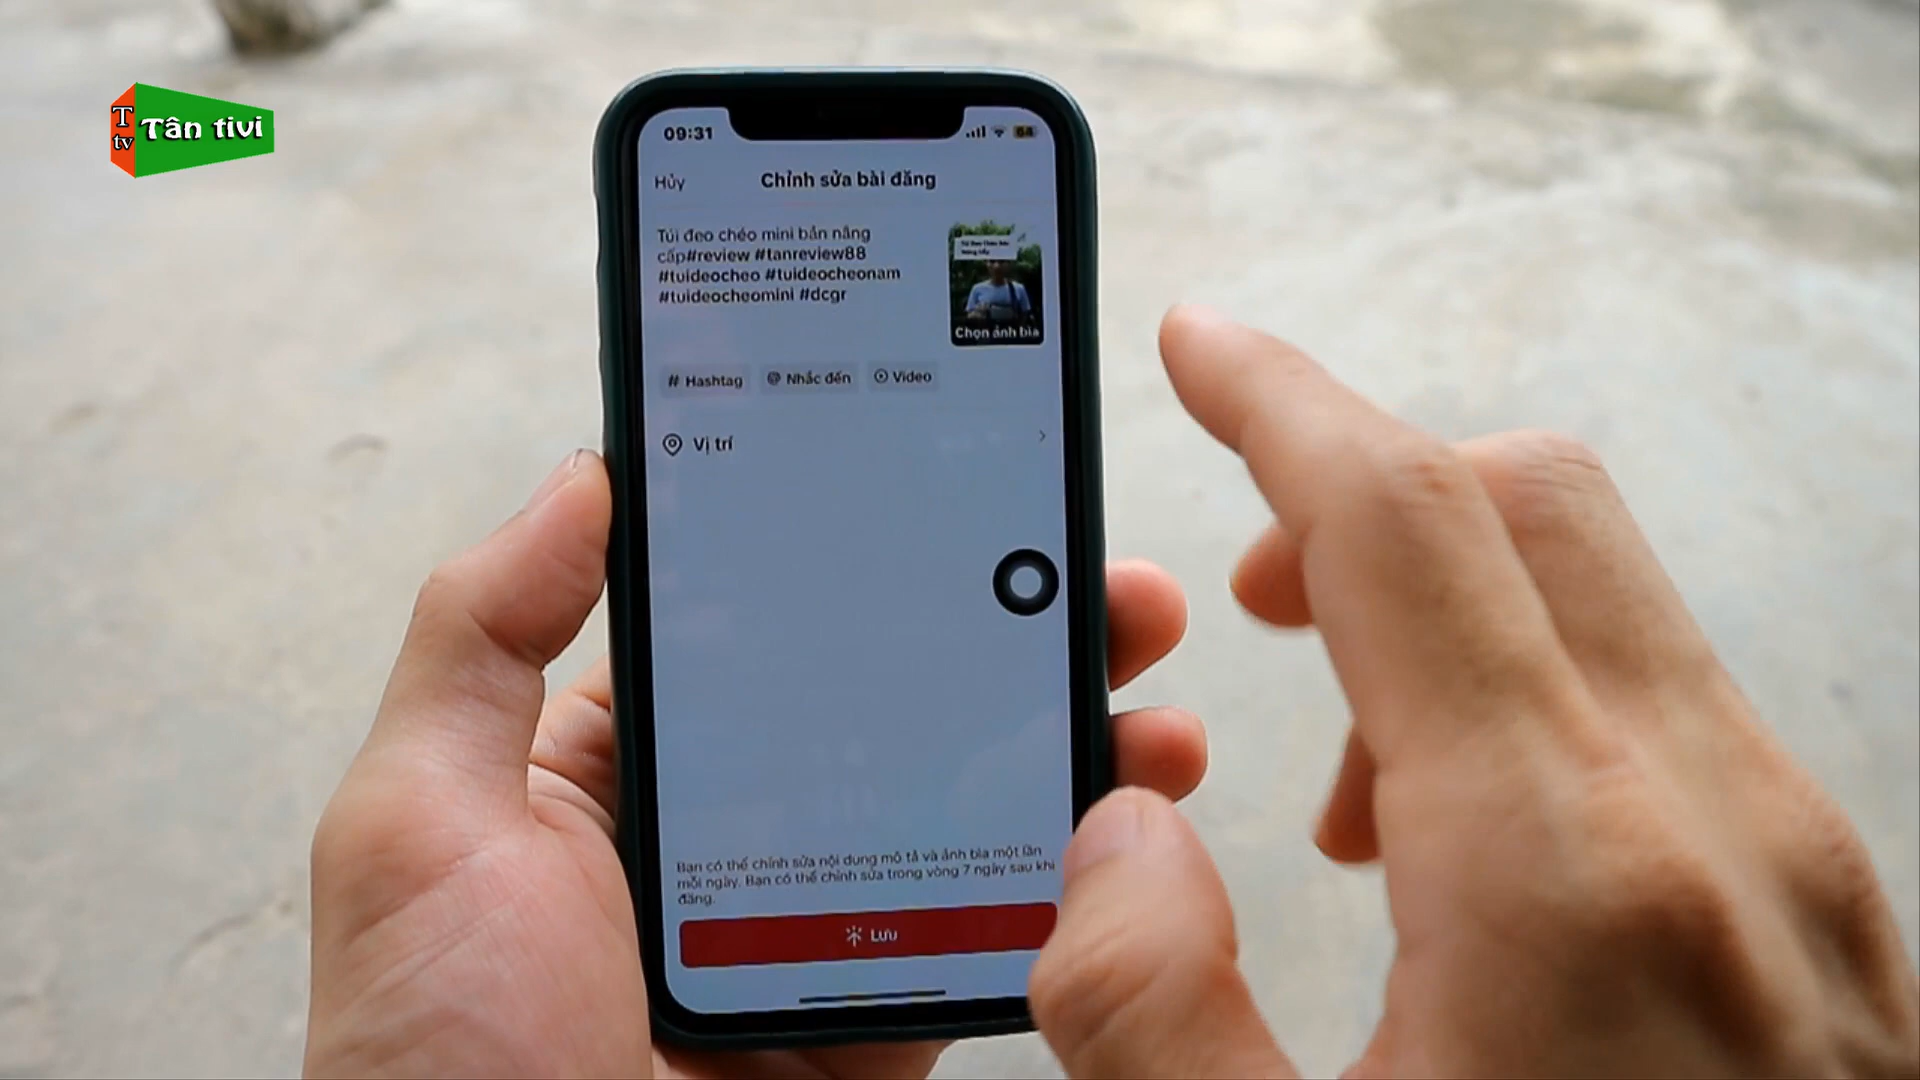 T
tv
Tân tivi
09:31
64
Hủy
Chỉnh sửa bài đăng
Túi đeo chéo mini bản nâng
cấp#review #tanreview88
#tuideocheo #tuideocheonam
#tuideocheomini #dcgr
Chọn ảnh bìa
# Hashtag
@ Nhắc đến
Video
Vị trí
Bạn có thể chỉnh sửa nội dung mô tả và ảnh bìa một lần
mỗi ngày. Bạn có thể chỉnh sửa trong vòng 7 ngày sau khi
đăng.
Lưu